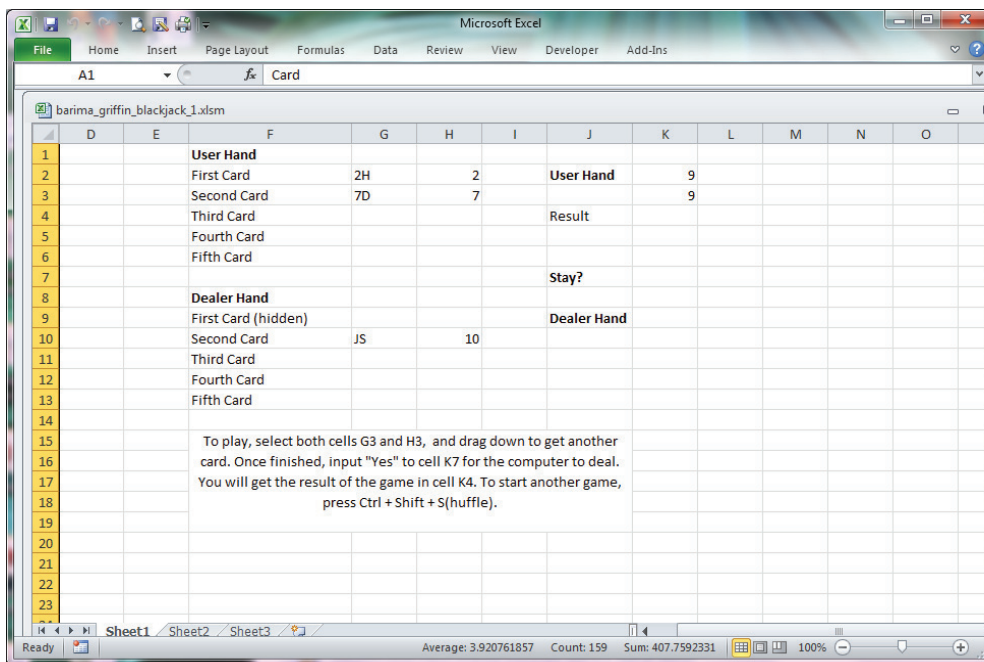 Microsoft Excel
File Home Insert Page Layout Formulas Data Review View Developer Add-Ins
A1 fx Card
barima_griffin_blackjack_1.xlsm
D E F G H I J K L M N O
1 User Hand
2 First Card 2H 2 User Hand 9
3 Second Card 7D 7 9
4 Third Card Result
5 Fourth Card
6 Fifth Card
7 Stay?
8 Dealer Hand
9 First Card (hidden) Dealer Hand
10 Second Card JS 10
11 Third Card
12 Fourth Card
13 Fifth Card
14
15 To play, select both cells G3 and H3, and drag down to get another
16 card. Once finished, input "Yes" to cell K7 for the computer to deal.
17 You will get the result of the game in cell K4. To start another game,
18 press Ctrl + Shift + S(huffle).
19
20
21
22
23
Sheet1 Sheet2 Sheet3
Ready Average: 3.920761857 Count: 159 Sum: 407.7592331 100%